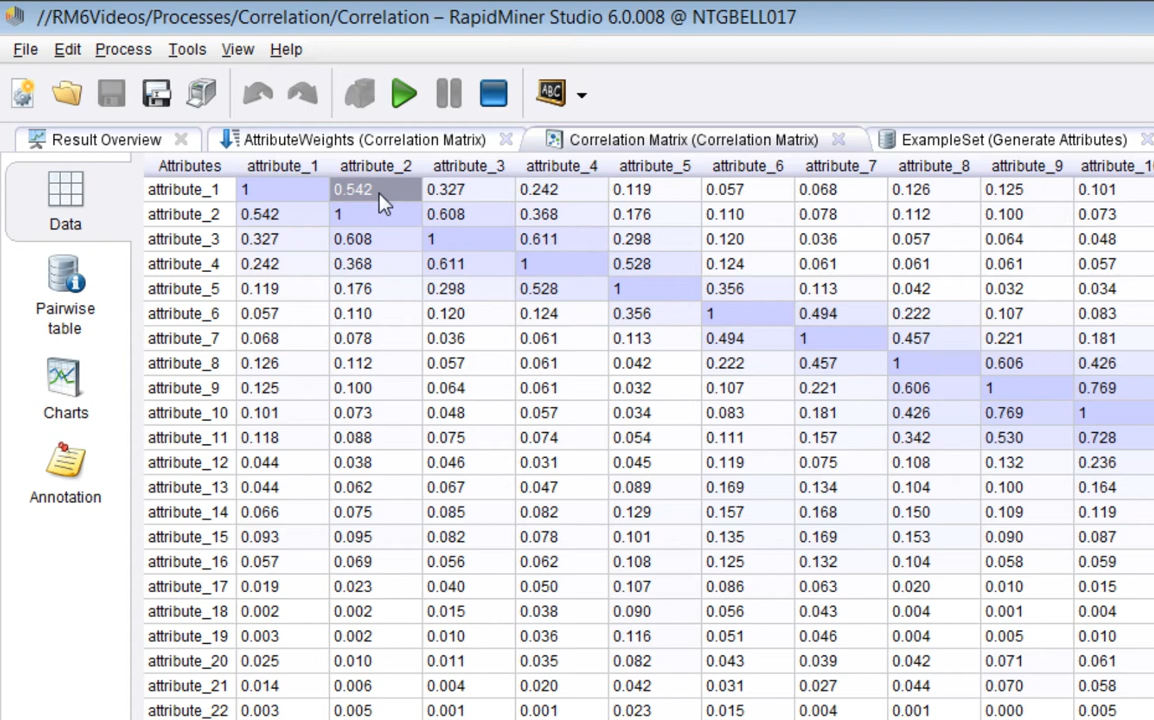 //RM6Videos/Processes/Correlation/Correlation – RapidMiner Studio 6.0.008 @ NTGBELL017
File Edit Process Tools View Help
ABC
Result Overview AttributeWeights (Correlation Matrix) Correlation Matrix (Correlation Matrix) ExampleSet (Generate Attributes)
Data
Pairwise
table
Charts
Annotation
Attributes attribute_1 attribute_2 attribute_3 attribute_4 attribute_5 attribute_6 attribute_7 attribute_8 attribute_9 attribute_10
attribute_1 1 0.542 0.327 0.242 0.119 0.057 0.068 0.126 0.125 0.101
attribute_2 0.542 1 0.608 0.368 0.176 0.110 0.078 0.112 0.100 0.073
attribute_3 0.327 0.608 1 0.611 0.298 0.120 0.036 0.057 0.064 0.048
attribute_4 0.242 0.368 0.611 1 0.528 0.124 0.061 0.061 0.061 0.057
attribute_5 0.119 0.176 0.298 0.528 1 0.356 0.113 0.042 0.032 0.034
attribute_6 0.057 0.110 0.120 0.124 0.356 1 0.494 0.222 0.107 0.083
attribute_7 0.068 0.078 0.036 0.061 0.113 0.494 1 0.457 0.221 0.181
attribute_8 0.126 0.112 0.057 0.061 0.042 0.222 0.457 1 0.606 0.426
attribute_9 0.125 0.100 0.064 0.061 0.032 0.107 0.221 0.606 1 0.769
attribute_10 0.101 0.073 0.048 0.057 0.034 0.083 0.181 0.426 0.769 1
attribute_11 0.118 0.088 0.075 0.074 0.054 0.111 0.157 0.342 0.530 0.728
attribute_12 0.044 0.038 0.046 0.031 0.045 0.119 0.075 0.108 0.132 0.236
attribute_13 0.044 0.062 0.067 0.047 0.089 0.169 0.134 0.104 0.100 0.164
attribute_14 0.066 0.075 0.085 0.082 0.129 0.157 0.168 0.150 0.109 0.119
attribute_15 0.093 0.095 0.082 0.078 0.101 0.135 0.169 0.153 0.090 0.087
attribute_16 0.057 0.069 0.056 0.062 0.108 0.125 0.132 0.104 0.058 0.059
attribute_17 0.019 0.023 0.040 0.050 0.107 0.086 0.063 0.020 0.010 0.015
attribute_18 0.002 0.002 0.015 0.038 0.090 0.056 0.043 0.004 0.001 0.004
attribute_19 0.003 0.002 0.010 0.036 0.116 0.051 0.046 0.004 0.005 0.010
attribute_20 0.025 0.010 0.011 0.035 0.082 0.043 0.039 0.042 0.071 0.061
attribute_21 0.014 0.006 0.004 0.020 0.042 0.031 0.027 0.044 0.070 0.058
attribute_22 0.003 0.005 0.001 0.001 0.023 0.015 0.004 0.001 0.000 0.005